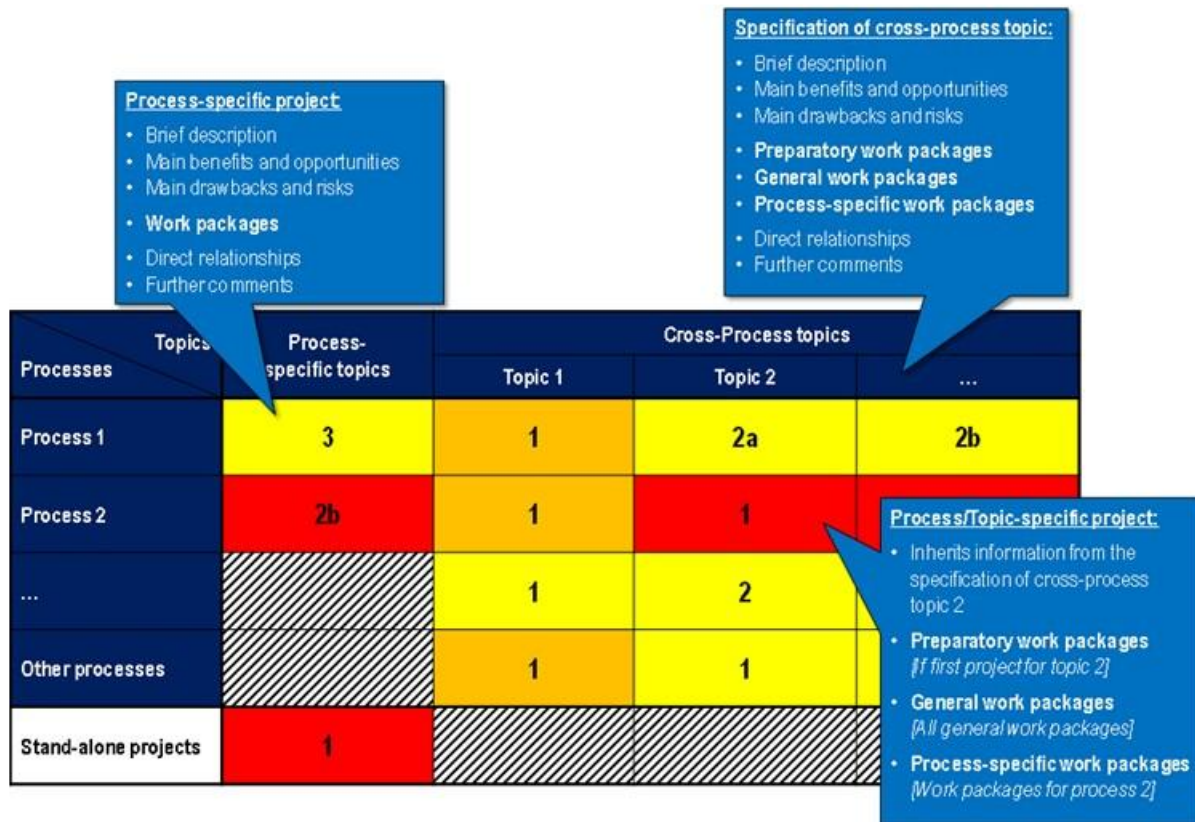 Specification of cross-process topic:
• Brief description
• Main benefits and opportunities
• Main drawbacks and risks
• Preparatory work packages
• General work packages
• Process-specific work packages
• Direct relationships
• Further comments
Process-specific project:
• Brief description
• Main benefits and opportunities
• Main drawbacks and risks
• Work packages
• Direct relationships
• Further comments
Topics
Processes
Process-
specific topics
Cross-Process topics
Topic 1
Topic 2
...
Process 1
3
1
2a
2b
Process 2
2b
1
1
...
1
2
Other processes
1
1
Stand-alone projects
1
Process/Topic-specific project:
• Inherits information from the
specification of cross-process
topic 2
• Preparatory work packages
[If first project for topic 2]
• General work packages
[All general work packages]
• Process-specific work packages
[Work packages for process 2]